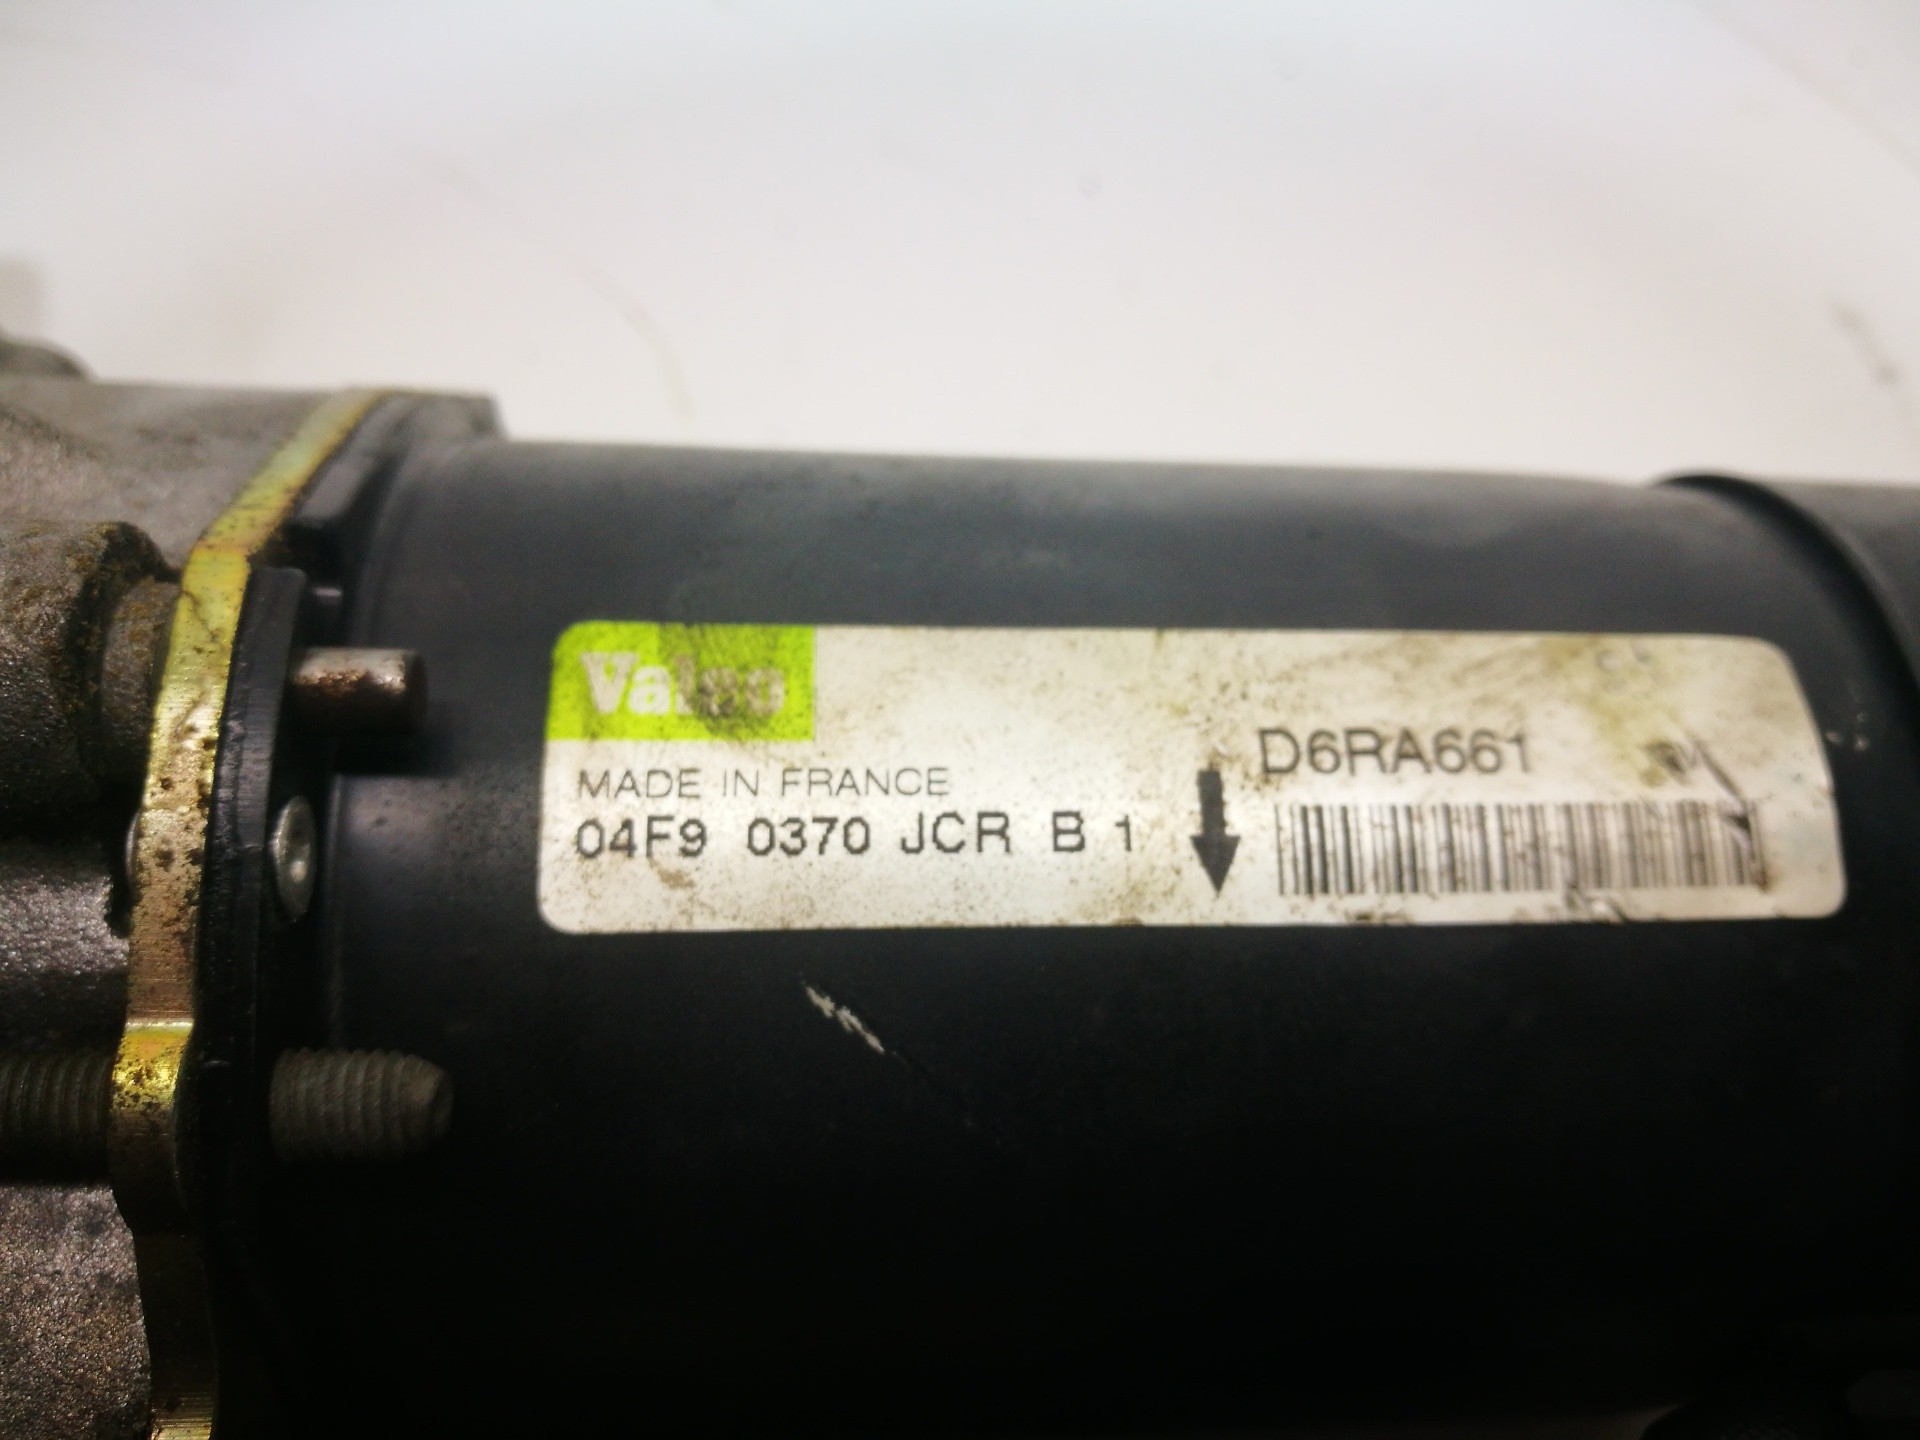 Valeo
D6RA661
MADE IN FRANCE
04F9 0370 JCR B 1